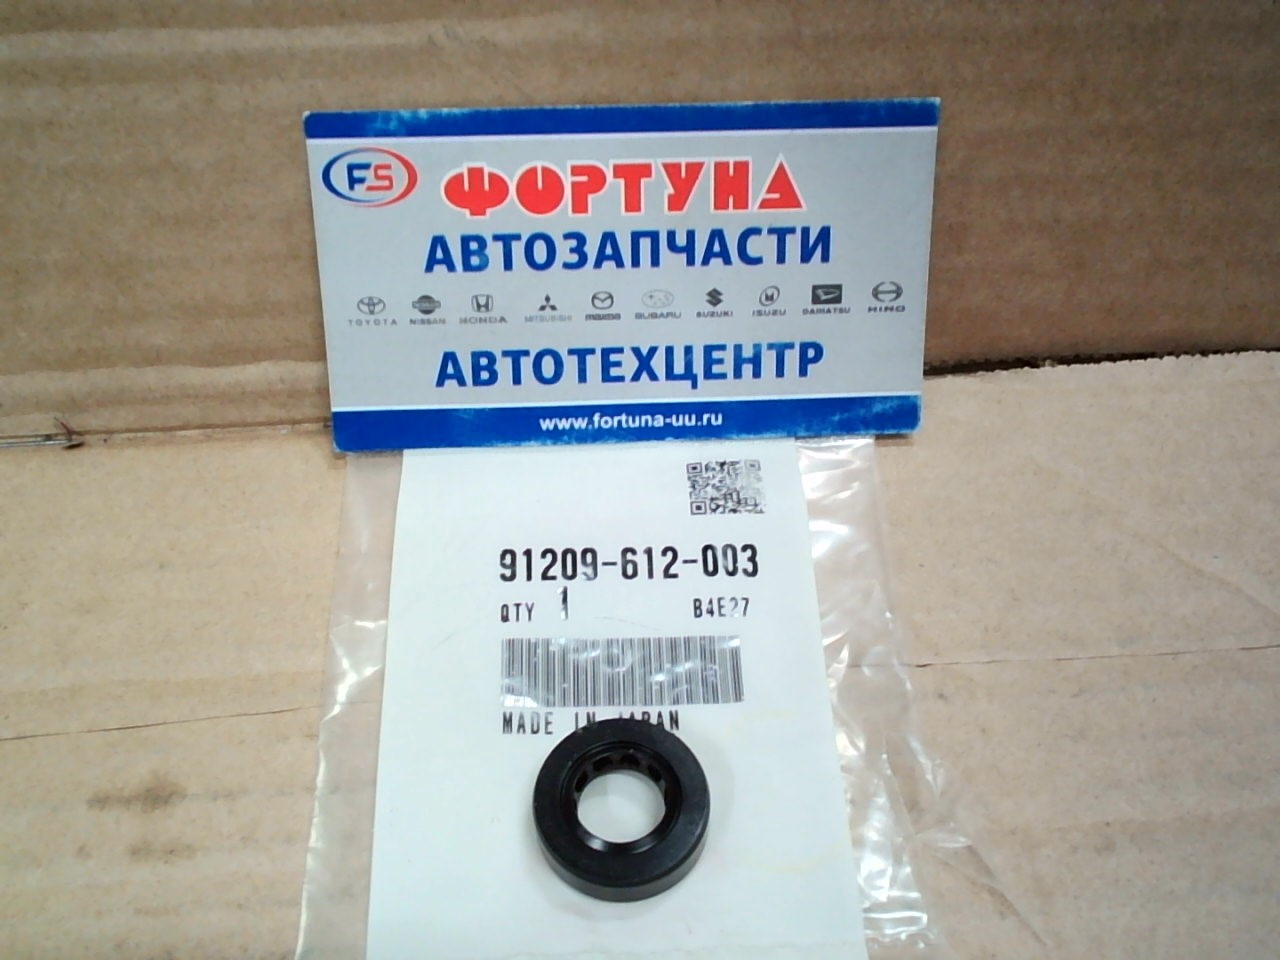 FS ФОРТУНА
АВТОЗАПЧАСТИ
TOYOTA NISSAN HONDA MITSUBISHI mazda SUBARU SUZUKI ISUZU DAIHATSU HINO
АВТОТЕХЦЕНТР
www.fortuna-uu.ru
91209-612-003
QTY 1 B4E27
MADE IN JAPAN